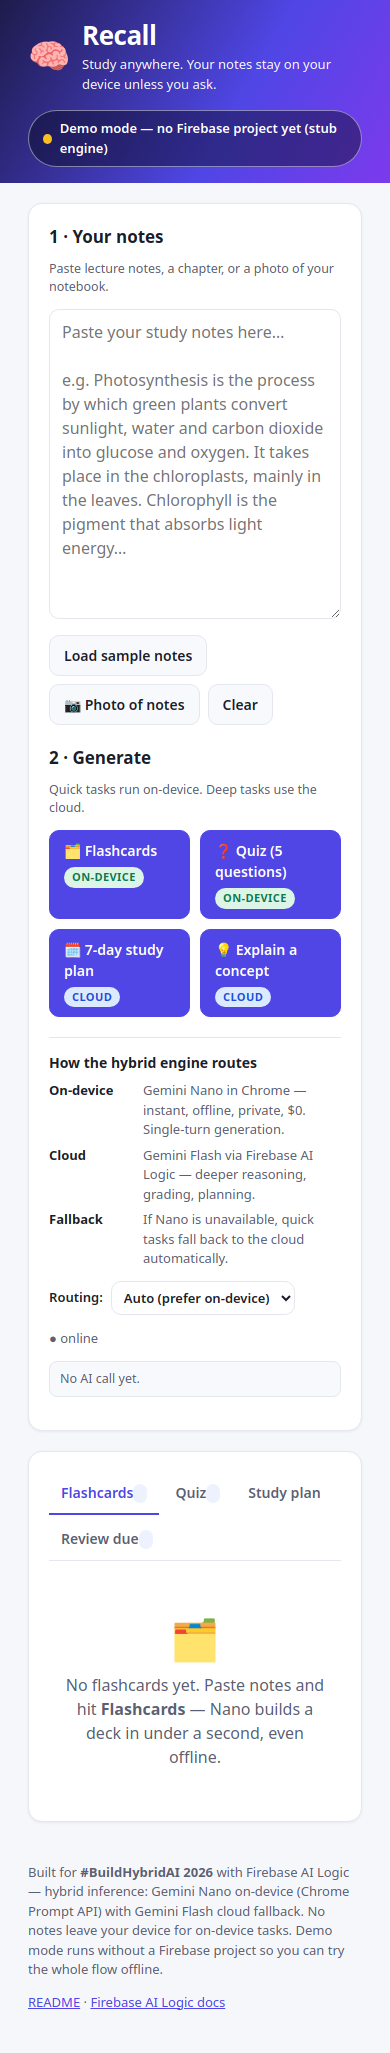 Recall
Study anywhere. Your notes stay on your
device unless you ask.
Demo mode — no Firebase project yet (stub
engine)
1 · Your notes
Paste lecture notes, a chapter, or a photo of your
notebook.
Paste your study notes here...
e.g. Photosynthesis is the process
by which green plants convert
sunlight, water and carbon dioxide
into glucose and oxygen. It takes
place in the chloroplasts, mainly in
the leaves. Chlorophyll is the
pigment that absorbs light
energy...
Load sample notes
📷 Photo of notes
Clear
2 · Generate
Quick tasks run on-device. Deep tasks use the
cloud.
🗂️ Flashcards
ON-DEVICE
❓ Quiz (5
questions)
ON-DEVICE
🗓️ 7-day study
plan
CLOUD
💡 Explain a
concept
CLOUD
How the hybrid engine routes
On-device
Gemini Nano in Chrome —
instant, offline, private, $0.
Single-turn generation.
Cloud
Gemini Flash via Firebase AI
Logic — deeper reasoning,
grading, planning.
Fallback
If Nano is unavailable, quick
tasks fall back to the cloud
automatically.
Routing: Auto (prefer on-device)
● online
No AI call yet.
Flashcards
Quiz
Study plan
Review due
No flashcards yet. Paste notes and
hit Flashcards — Nano builds a
deck in under a second, even
offline.
Built for #BuildHybridAI 2026 with Firebase AI Logic
— hybrid inference: Gemini Nano on-device (Chrome
Prompt API) with Gemini Flash cloud fallback. No
notes leave your device for on-device tasks. Demo
mode runs without a Firebase project so you can try
the whole flow offline.
README · Firebase AI Logic docs